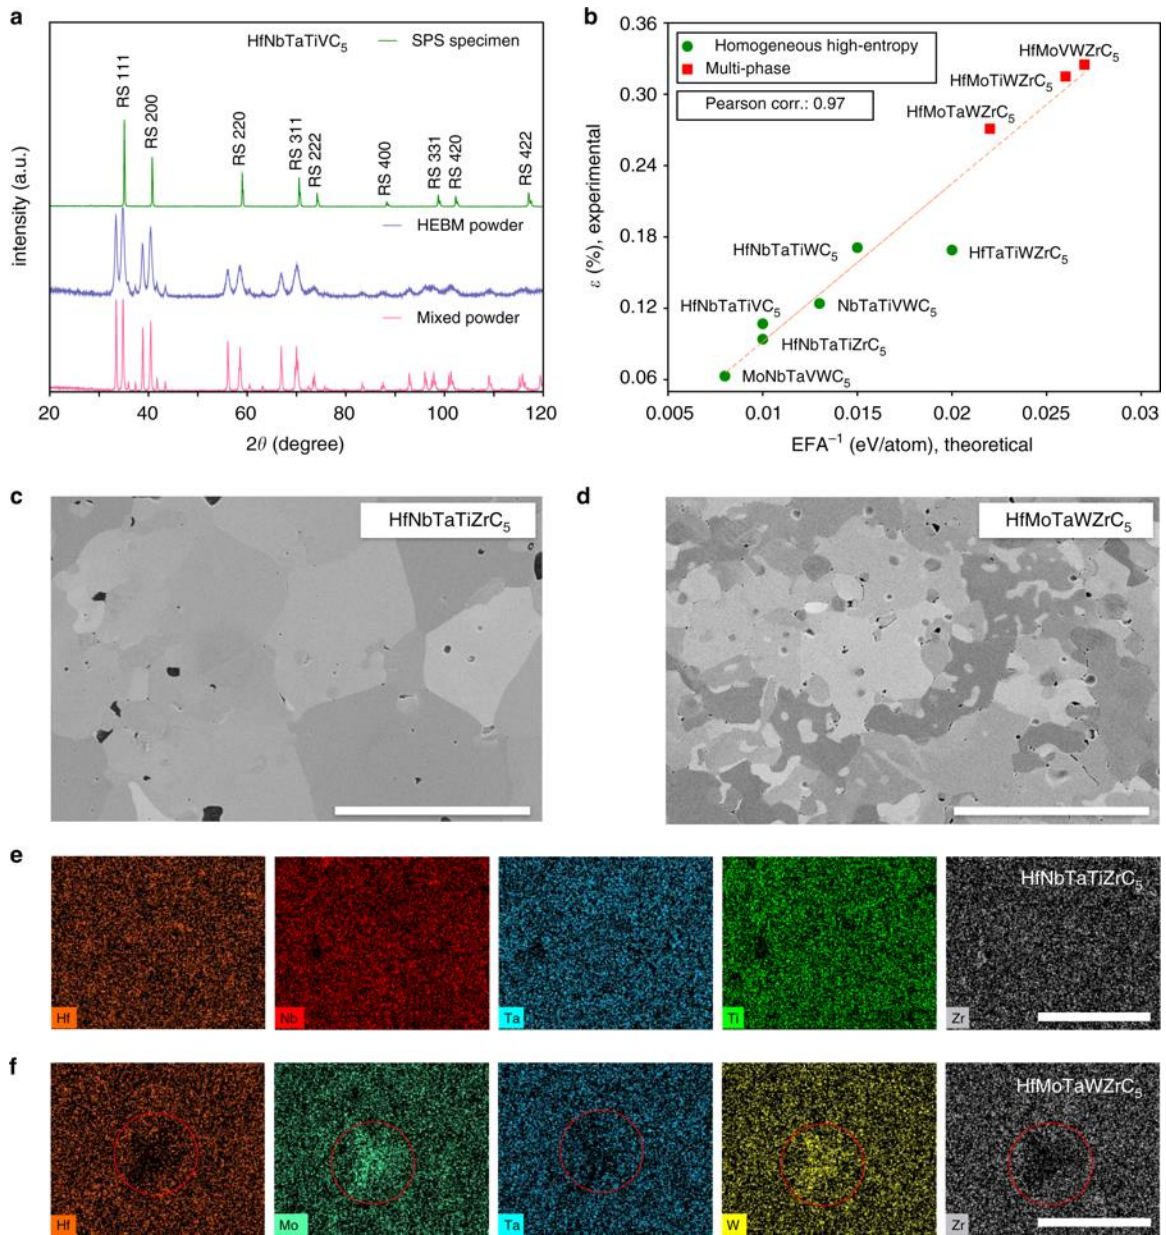 a
HfNbTaTiVC₅
SPS specimen
RS 111
RS 200
RS 220
RS 311
RS 222
RS 400
RS 331
RS 420
RS 422
HEBM powder
Mixed powder
intensity (a.u.)
20 40 60 80 100 120
2θ (degree)
b
Homogeneous high-entropy
Multi-phase
Pearson corr.: 0.97
HfMoVWZrC₅
HfMoTiWZrC₅
HfMoTaWZrC₅
HfNbTaTiWC₅
HfTaTiWZrC₅
HfNbTaTiVC₅
NbTaTiVWC₅
HfNbTaTiZrC₅
MoNbTaVWC₅
ε (%), experimental
0.36
0.30
0.24
0.18
0.12
0.06
0.005 0.01 0.015 0.02 0.025 0.03
EFA⁻¹ (eV/atom), theoretical
c
HfNbTaTiZrC₅
d
HfMoTaWZrC₅
e
HfNbTaTiZrC₅
Hf Nb Ta Ti Zr
f
HfMoTaWZrC₅
Hf Mo Ta W Zr